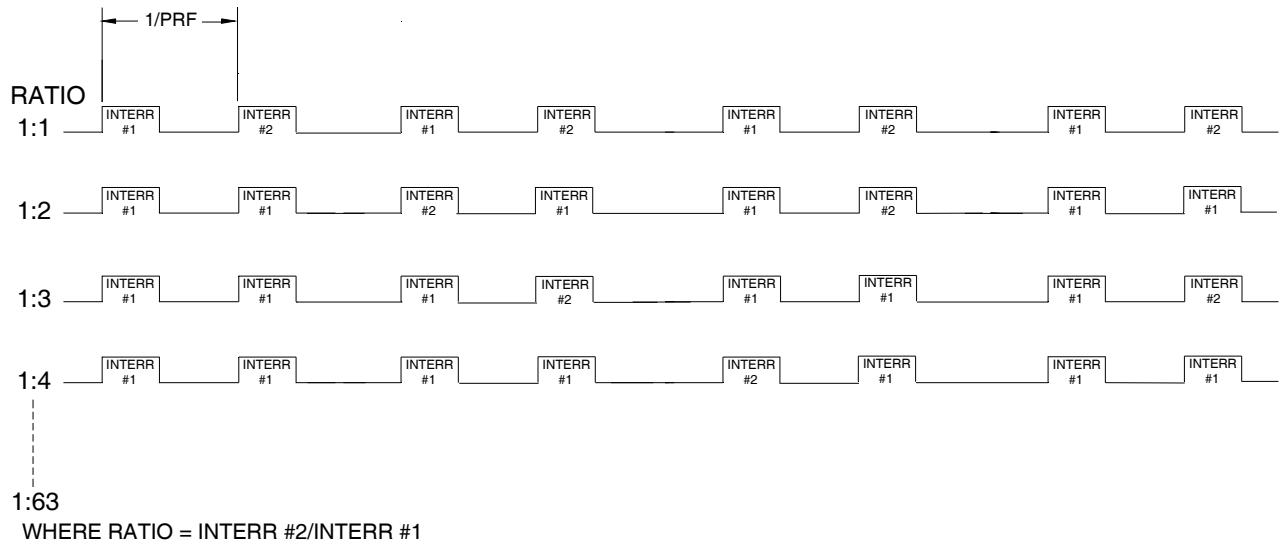 1/PRF
RATIO
1:1 INTERR #1 INTERR #2 INTERR #1 INTERR #2 INTERR #1 INTERR #2 INTERR #1 INTERR #2
1:2 INTERR #1 INTERR #1 INTERR #2 INTERR #1 INTERR #1 INTERR #2 INTERR #1 INTERR #1
1:3 INTERR #1 INTERR #1 INTERR #1 INTERR #2 INTERR #1 INTERR #1 INTERR #1 INTERR #2
1:4 INTERR #1 INTERR #1 INTERR #1 INTERR #1 INTERR #2 INTERR #1 INTERR #1 INTERR #1
1:63
WHERE RATIO = INTERR #2/INTERR #1